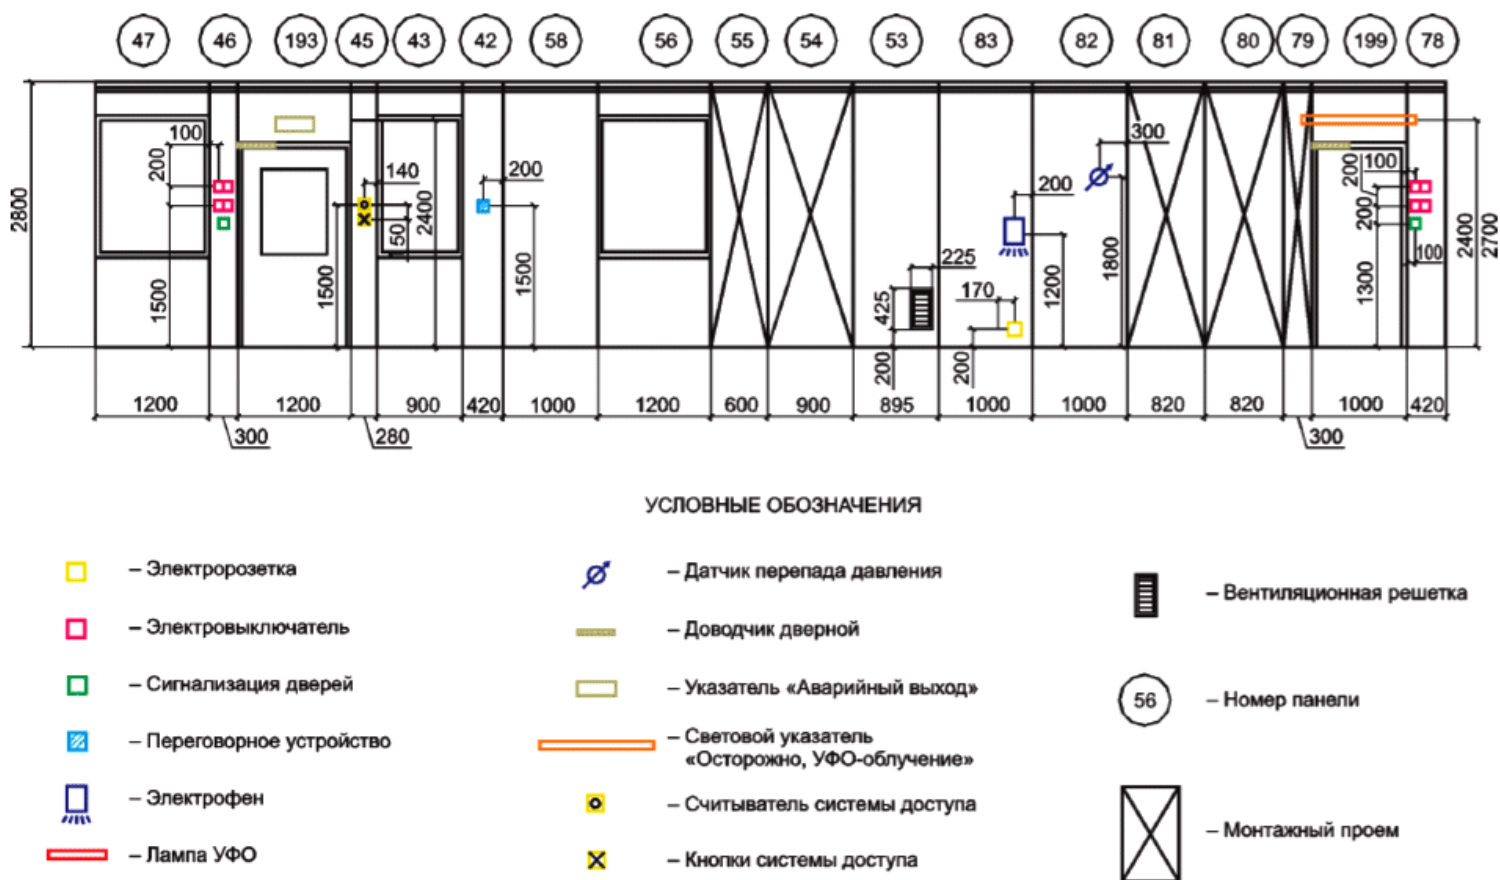 47 46 193 45 43 42 58 56 55 54 53 83 82 81 80 79 199 78
100 200 1500 2800
140 50 2400 1500
200 1500
225 425 200
170 200
200 1200
300 1800
200 100 200 1300 100 2400 2700
1200 1200 900 420 1000 1200 600 900 895 1000 1000 820 820 1000 420
300 280 300
УСЛОВНЫЕ ОБОЗНАЧЕНИЯ
– Электророзетка
– Электровыключатель
– Сигнализация дверей
– Переговорное устройство
– Электрофен
– Лампа УФО
– Датчик перепада давления
– Доводчик дверной
– Указатель «Аварийный выход»
– Световой указатель
«Осторожно, УФО-облучение»
– Считыватель системы доступа
– Кнопки системы доступа
– Вентиляционная решетка
56 – Номер панели
– Монтажный проем